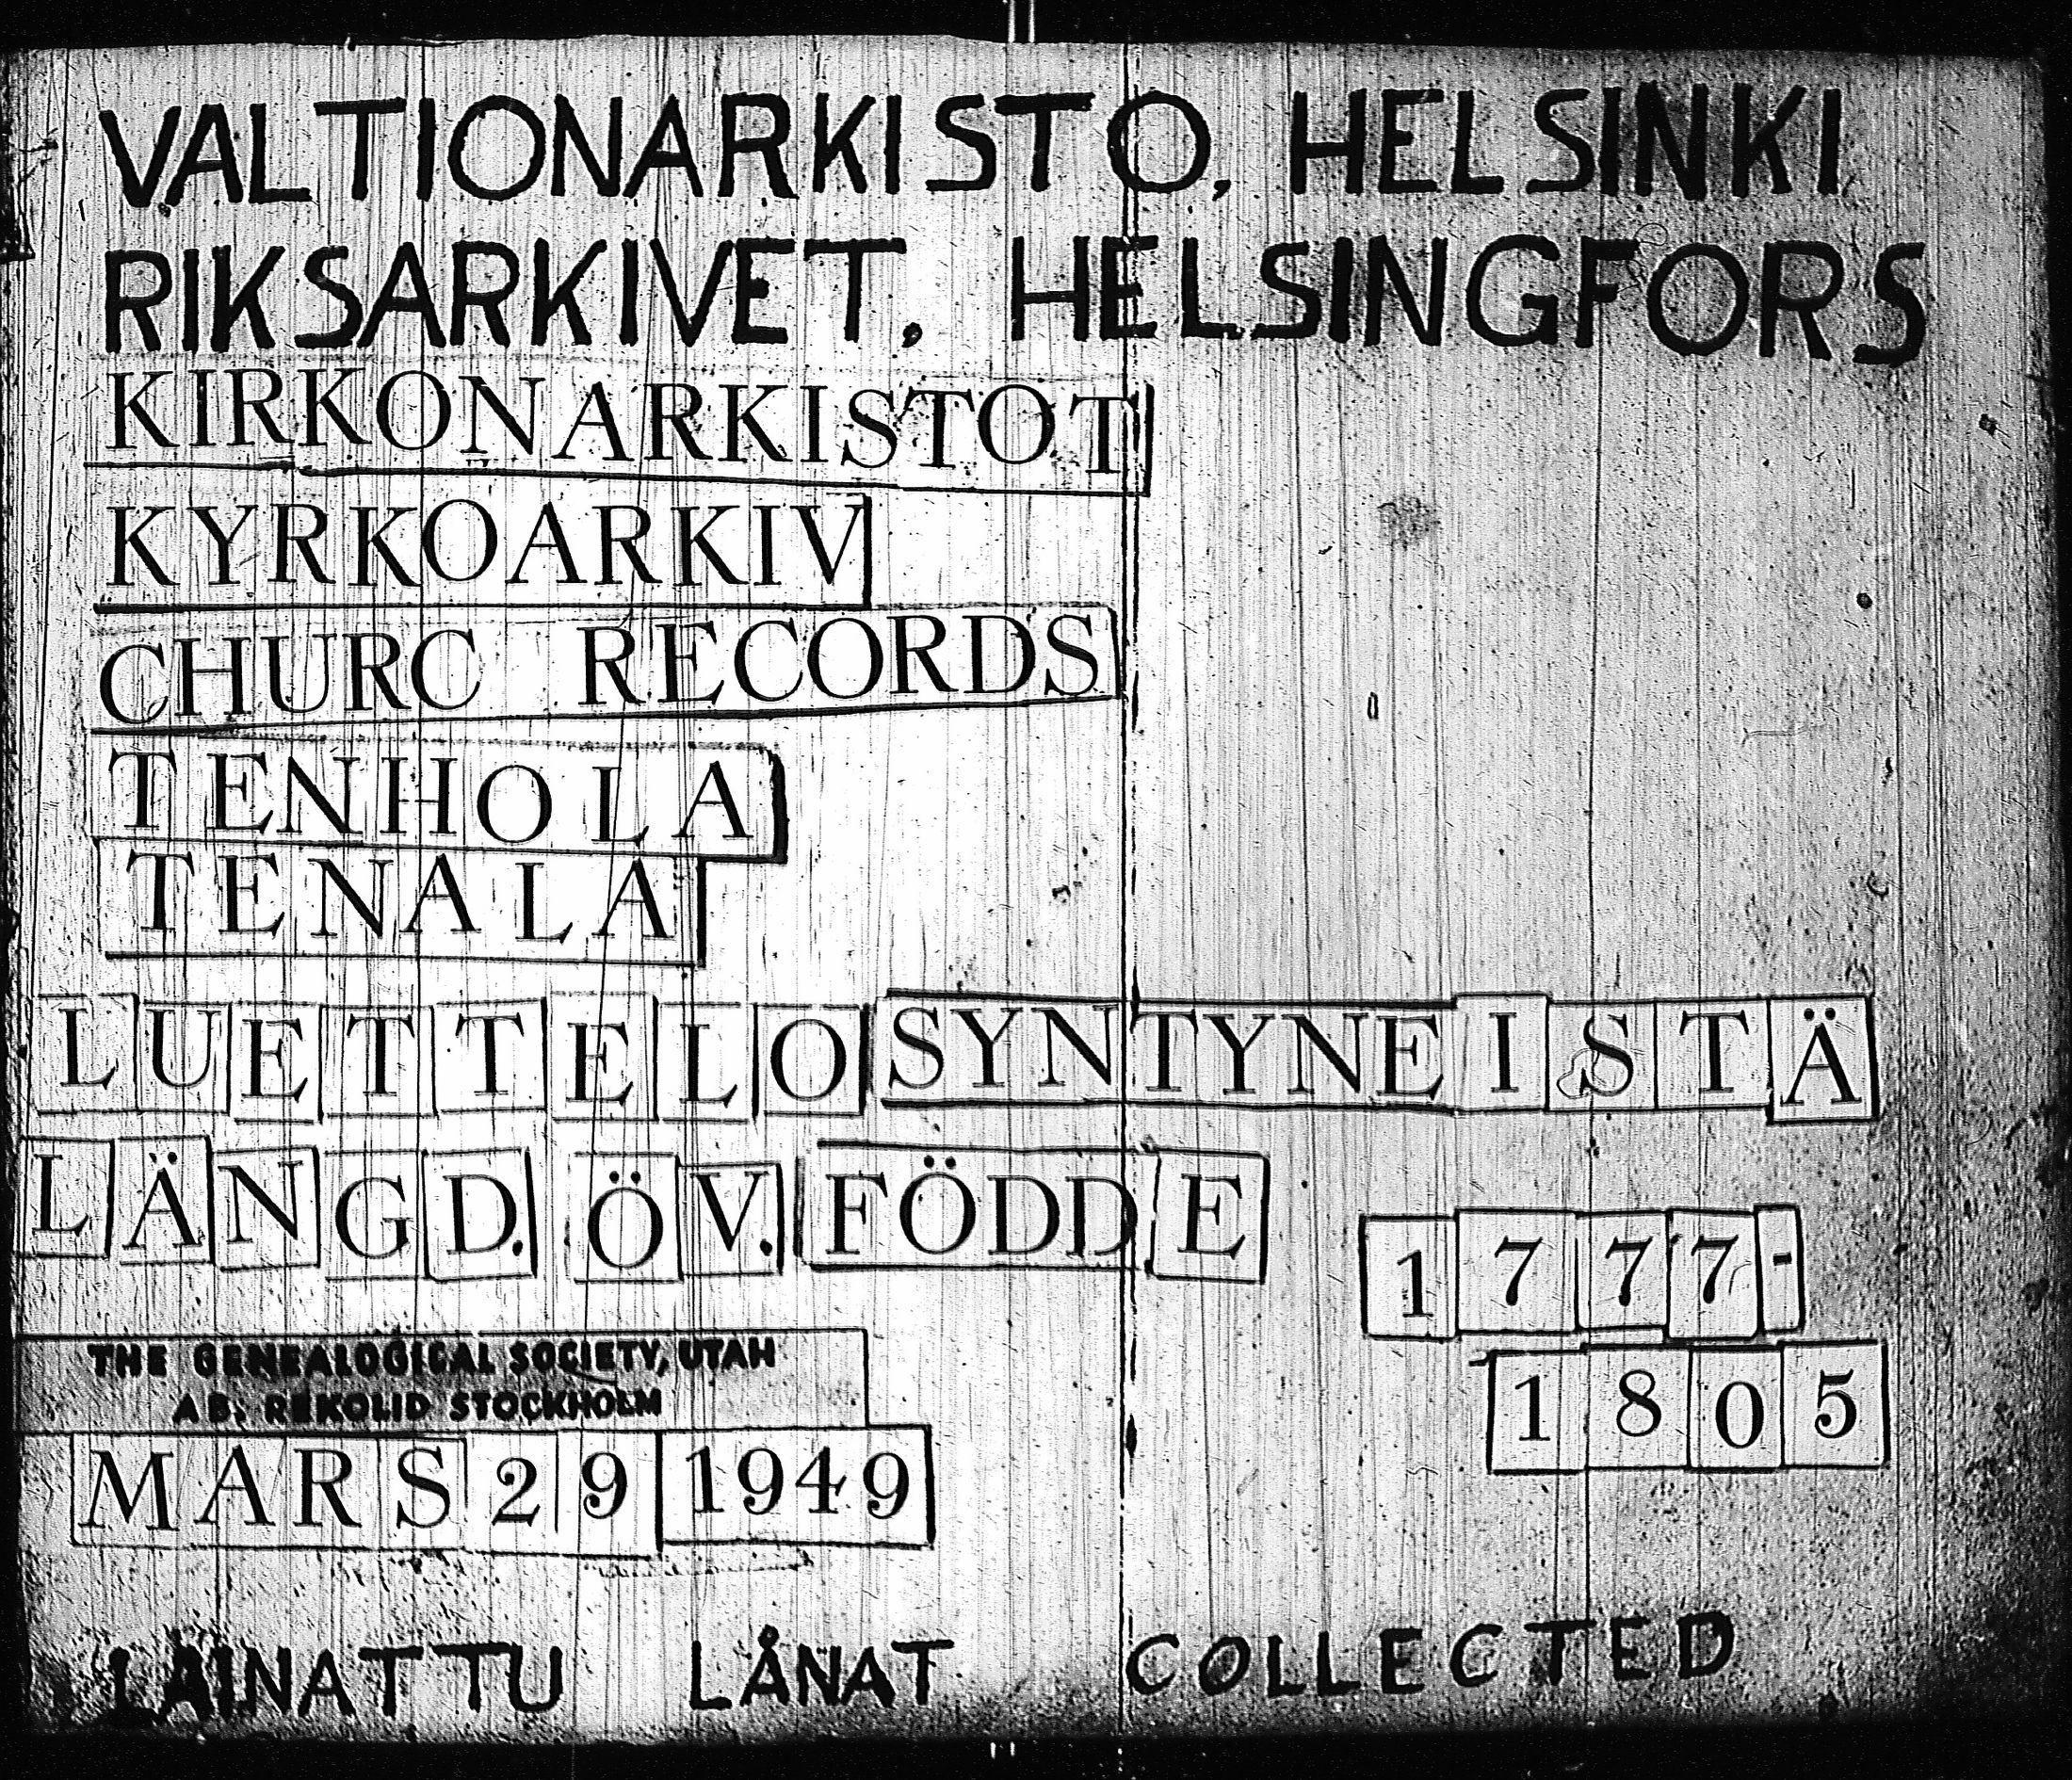 VALTIONARKISTO, HELSINKI
RIKSARKIVET, HELSINGFORS
KIRKONARKISTOT
KYRKOARKIV
CHURC RECORDS
TENHOLA
TENALA
LUETTELO SYNTYNEISTÄ
LÄNGD. ÖV. FÖDDE
1777-
1805
THE GENEALOGICAL SOCIETY, UTAH
AB, REKOLID STOCKHOLM
MARS 29 1949
LAINATTU LÅNAT COLLECTED